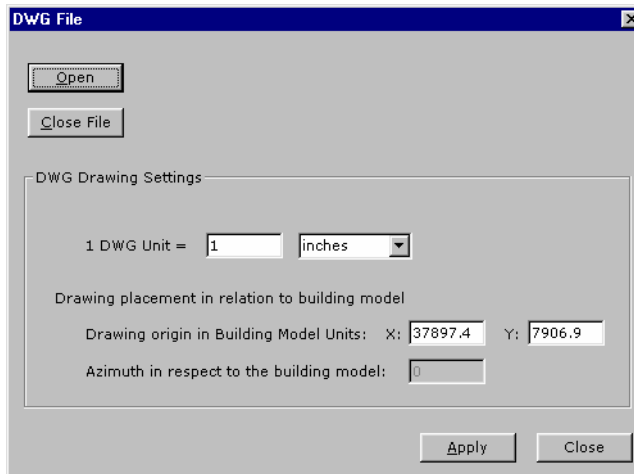 DWG File
Open
Close File
DWG Drawing Settings
1 DWG Unit = 1 inches
Drawing placement in relation to building model
Drawing origin in Building Model Units: X: 37897.4 Y: 7906.9
Azimuth in respect to the building model: 0
Apply Close